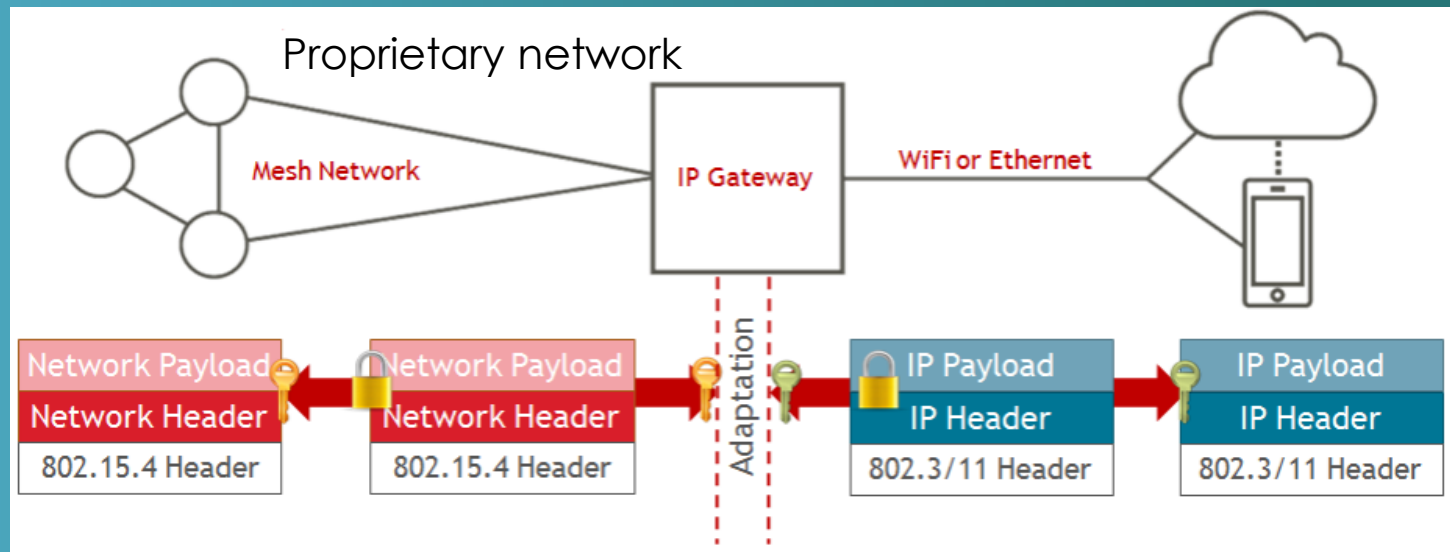 Proprietary network
Mesh Network
IP Gateway
WiFi or Ethernet
Adaptation
Network Payload
Network Header
802.15.4 Header
Network Payload
Network Header
802.15.4 Header
IP Payload
IP Header
802.3/11 Header
IP Payload
IP Header
802.3/11 Header